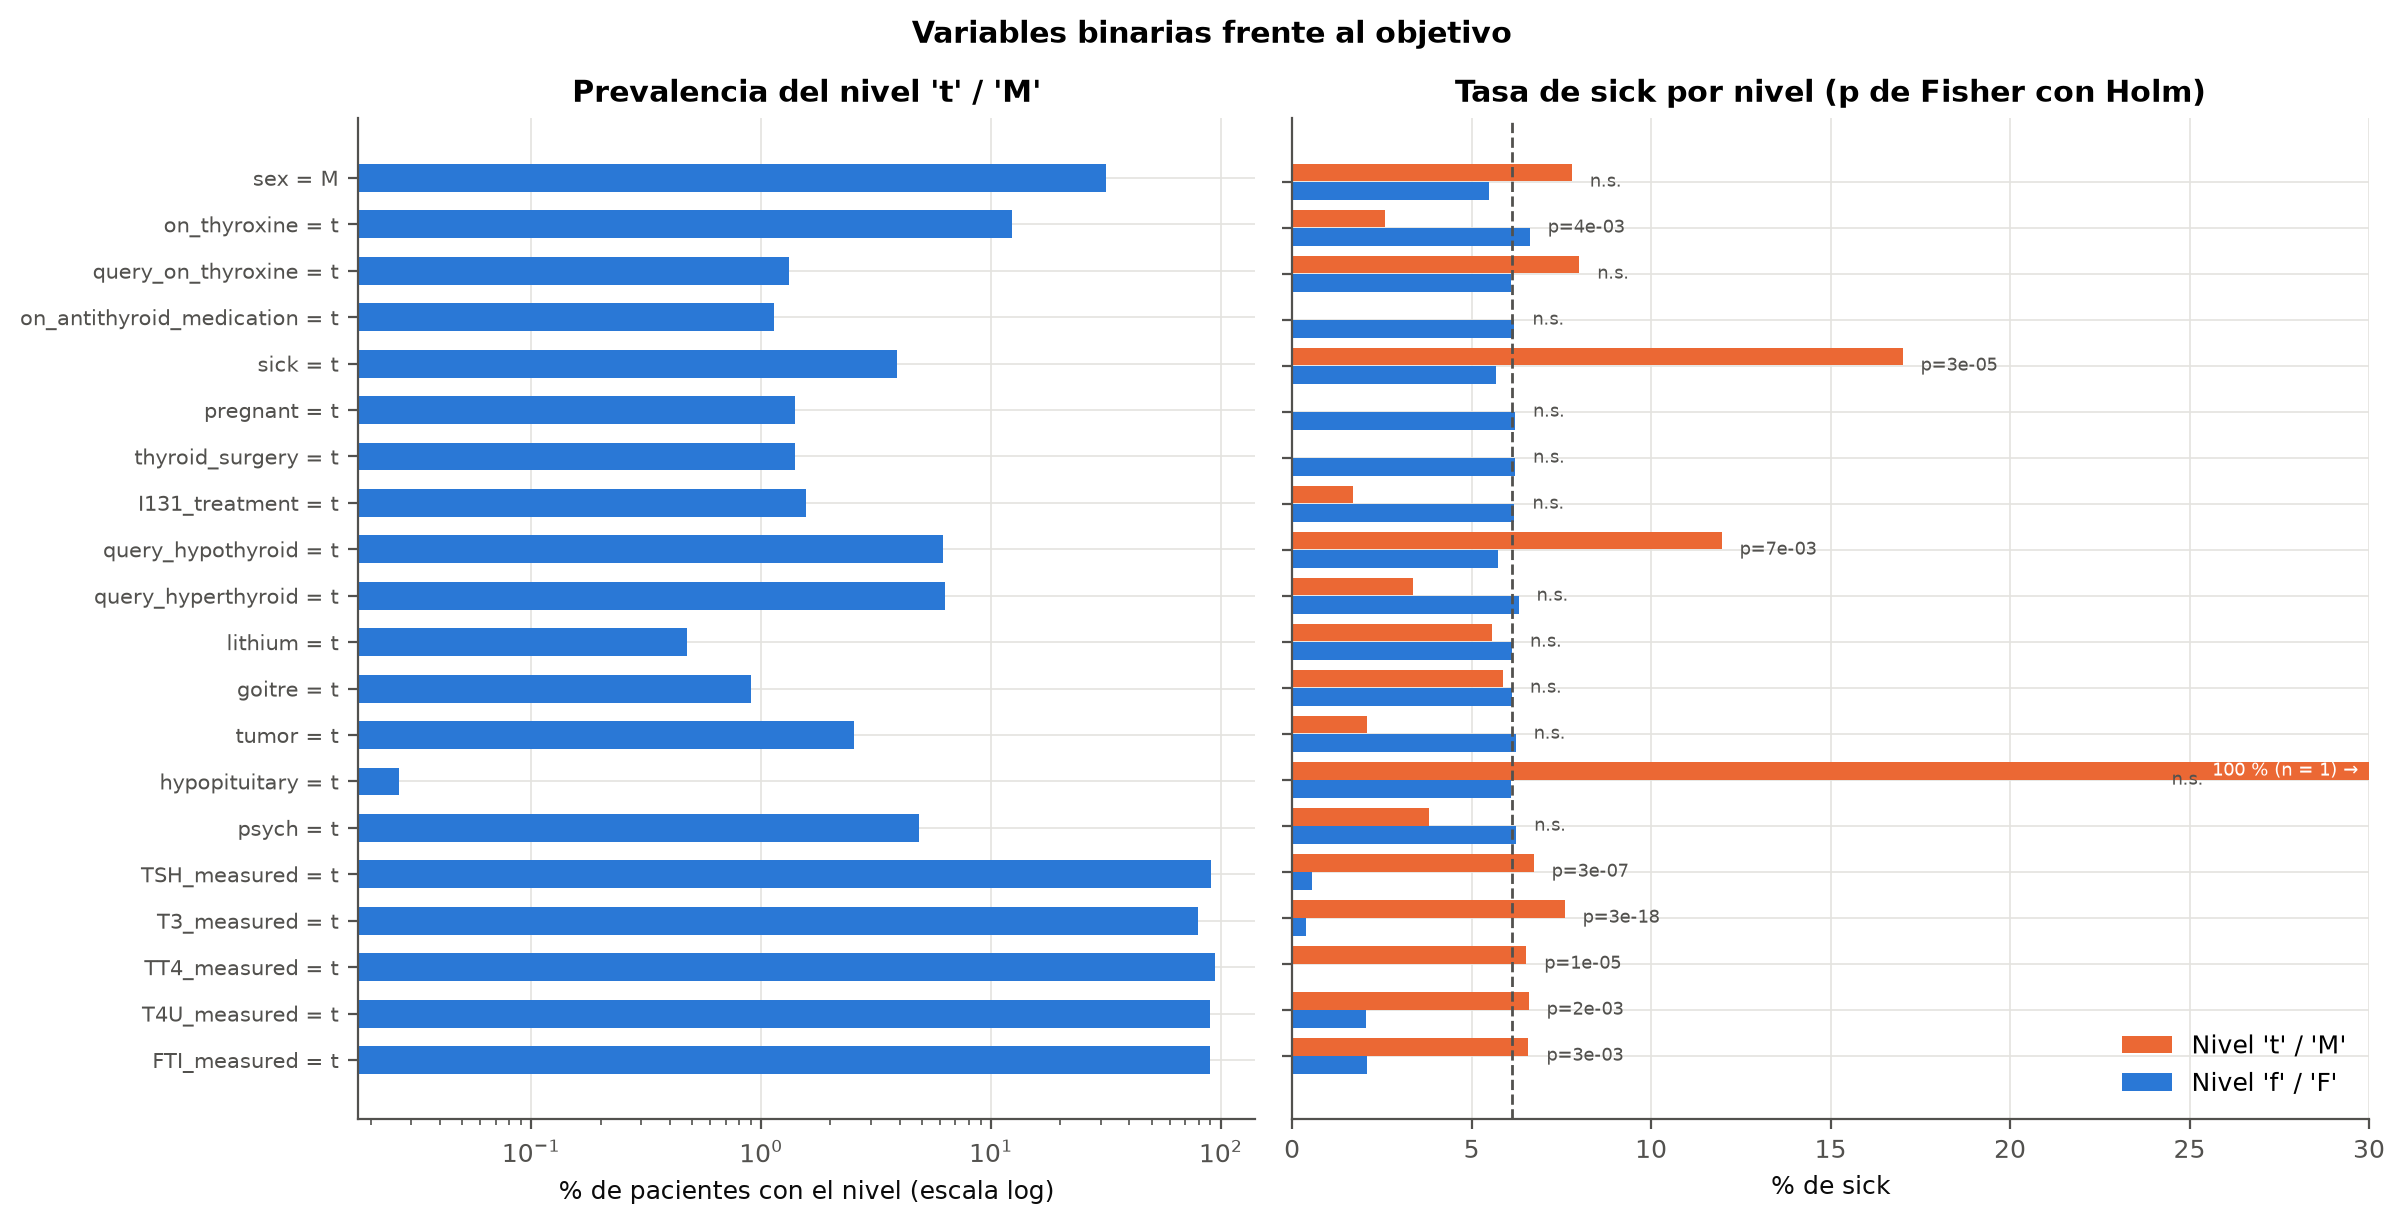 Variables binarias frente al objetivo
Prevalencia del nivel 't' / 'M'
sex = M
on_thyroxine = t
query_on_thyroxine = t
on_antithyroid_medication = t
sick = t
pregnant = t
thyroid_surgery = t
I131_treatment = t
query_hypothyroid = t
query_hyperthyroid = t
lithium = t
goitre = t
tumor = t
hypopituitary = t
psych = t
TSH_measured = t
T3_measured = t
TT4_measured = t
T4U_measured = t
FTI_measured = t
10⁻¹ 10⁰ 10¹ 10²
% de pacientes con el nivel (escala log)
Tasa de sick por nivel (p de Fisher con Holm)
n.s.
p=4e-03
n.s.
n.s.
p=3e-05
n.s.
n.s.
n.s.
p=7e-03
n.s.
n.s.
n.s.
n.s.
100 % (n = 1) →
n.s.
n.s.
p=3e-07
p=3e-18
p=1e-05
p=2e-03
p=3e-03
Nivel 't' / 'M'
Nivel 'f' / 'F'
0 5 10 15 20 25 30
% de sick